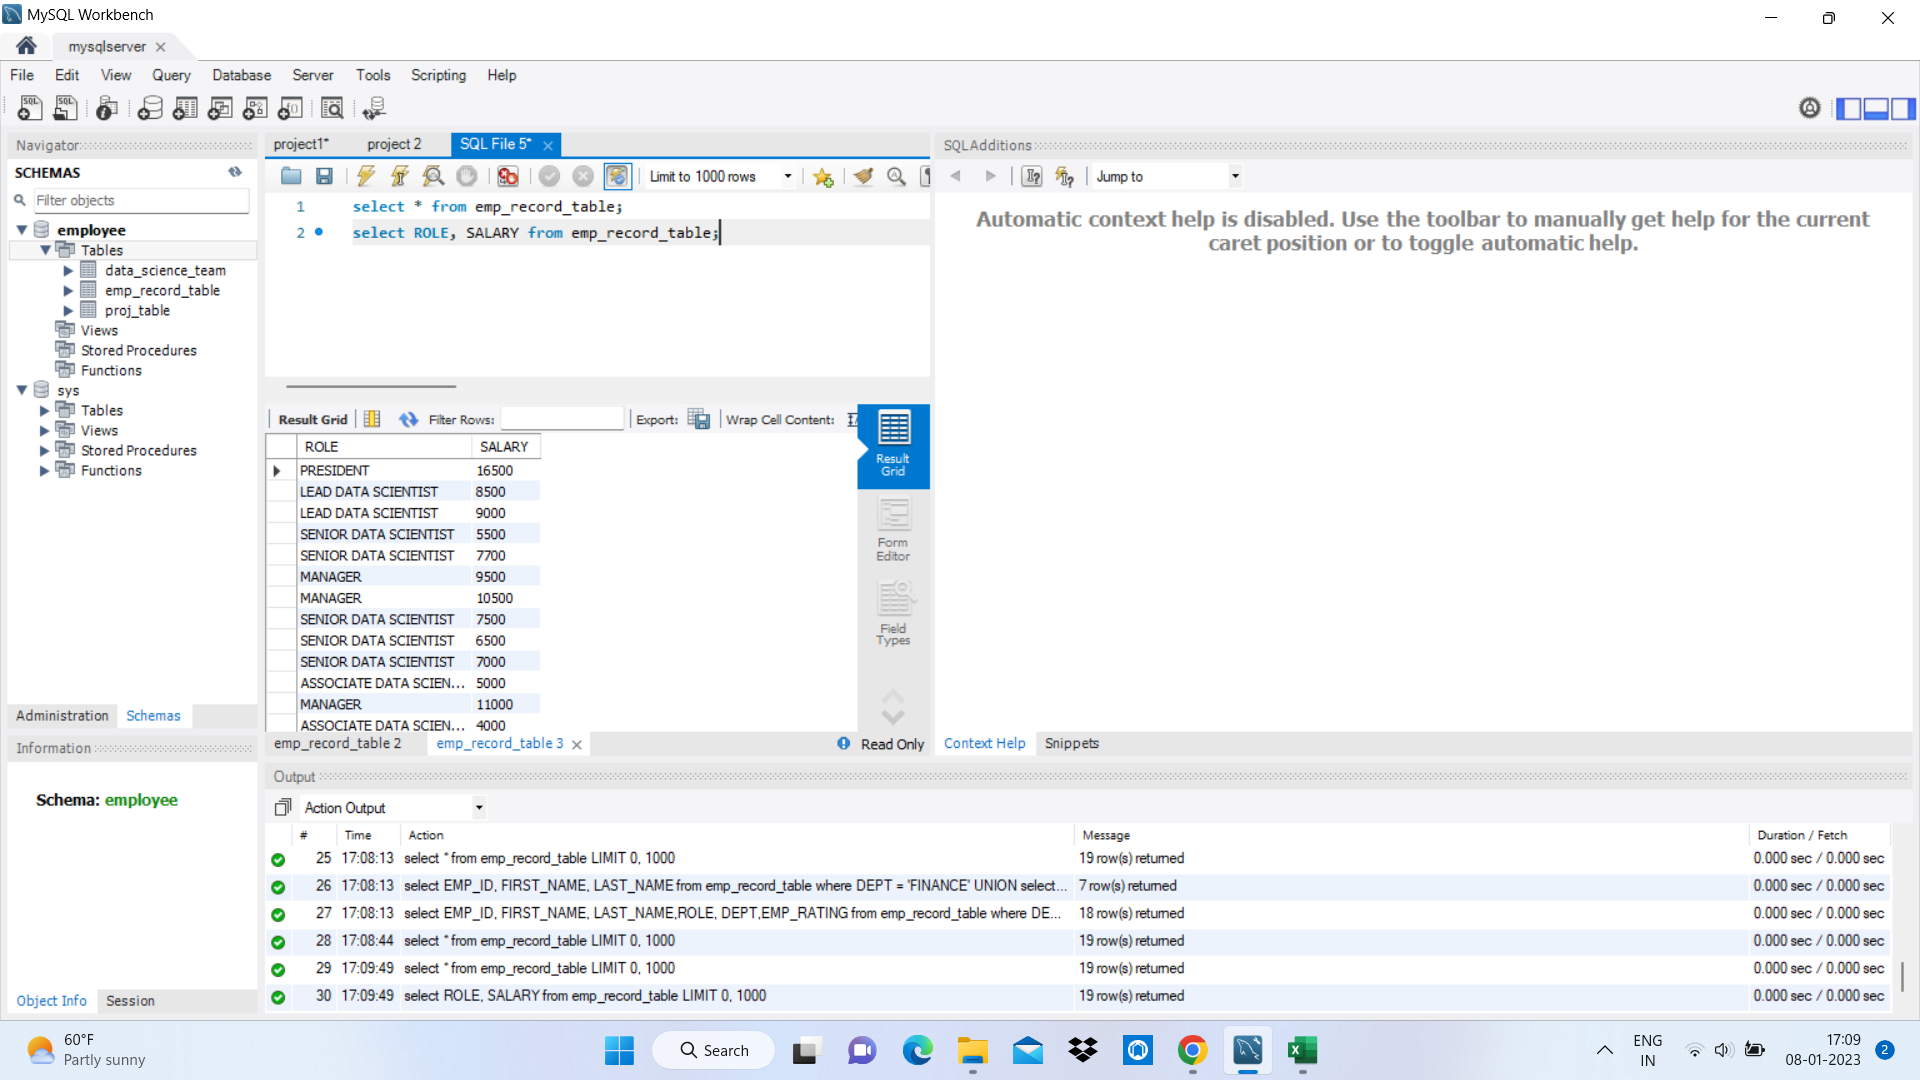 MySQL Workbench
mysqlserver
File Edit View Query Database Server Tools Scripting Help
Navigator
SCHEMAS
Filter objects
employee
Tables
data_science_team
emp_record_table
proj_table
Views
Stored Procedures
Functions
sys
Tables
Views
Stored Procedures
Functions
Administration Schemas
Information
Schema: employee
Object Info Session
project1* project 2 SQL File 5*
Limit to 1000 rows
1 select * from emp_record_table;
2 select ROLE, SALARY from emp_record_table;
Result Grid Filter Rows: Export: Wrap Cell Content:
ROLE SALARY
PRESIDENT 16500
LEAD DATA SCIENTIST 8500
LEAD DATA SCIENTIST 9000
SENIOR DATA SCIENTIST 5500
SENIOR DATA SCIENTIST 7700
MANAGER 9500
MANAGER 10500
SENIOR DATA SCIENTIST 7500
SENIOR DATA SCIENTIST 6500
SENIOR DATA SCIENTIST 7000
ASSOCIATE DATA SCIEN... 5000
MANAGER 11000
ASSOCIATE DATA SCIEN... 4000
Result
Grid
Form
Editor
Field
Types
emp_record_table 2 emp_record_table 3 Read Only
SQLAdditions
Jump to
Automatic context help is disabled. Use the toolbar to manually get help for the current
caret position or to toggle automatic help.
Context Help Snippets
Output
Action Output
# Time Action Message Duration / Fetch
25 17:08:13 select * from emp_record_table LIMIT 0, 1000 19 row(s) returned 0.000 sec / 0.000 sec
26 17:08:13 select EMP_ID, FIRST_NAME, LAST_NAME from emp_record_table where DEPT = 'FINANCE' UNION select... 7 row(s) returned 0.000 sec / 0.000 sec
27 17:08:13 select EMP_ID, FIRST_NAME, LAST_NAME,ROLE, DEPT,EMP_RATING from emp_record_table where DE... 18 row(s) returned 0.000 sec / 0.000 sec
28 17:08:44 select * from emp_record_table LIMIT 0, 1000 19 row(s) returned 0.000 sec / 0.000 sec
29 17:09:49 select * from emp_record_table LIMIT 0, 1000 19 row(s) returned 0.000 sec / 0.000 sec
30 17:09:49 select ROLE, SALARY from emp_record_table LIMIT 0, 1000 19 row(s) returned 0.000 sec / 0.000 sec
60°F
Partly sunny
Search
ENG
IN
17:09
08-01-2023
2